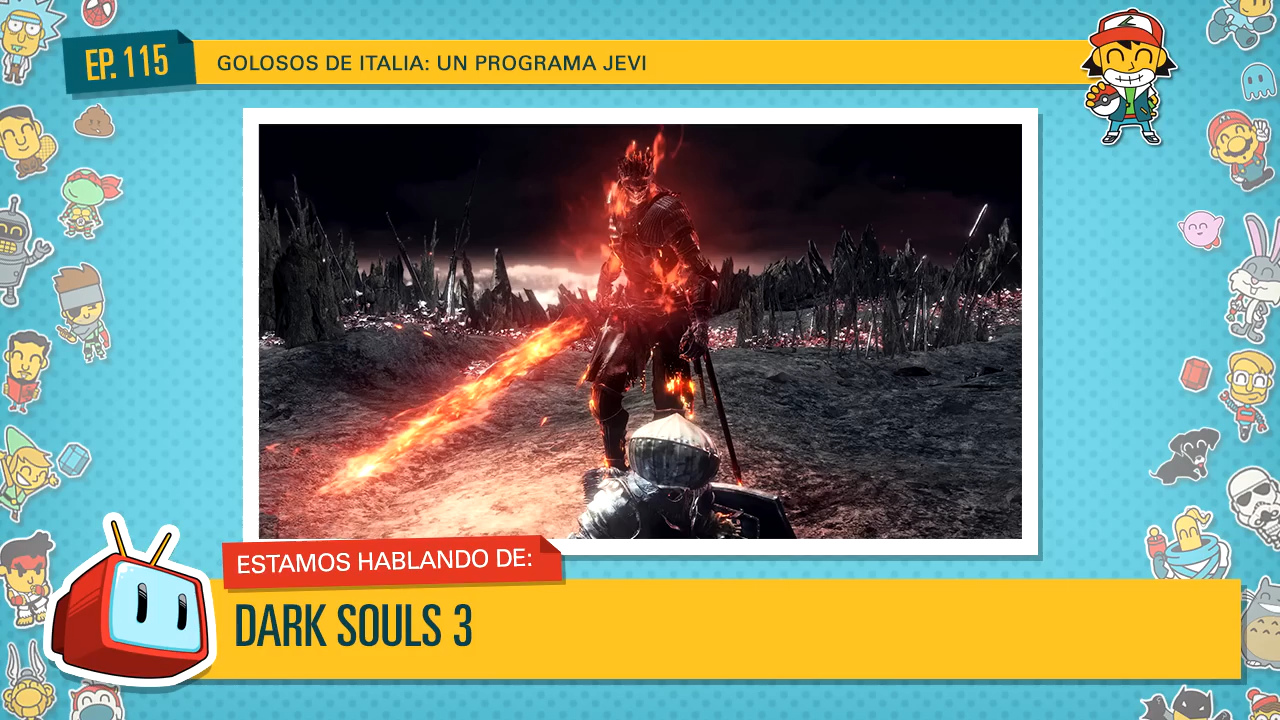 EP. 115
GOLOSOS DE ITALIA: UN PROGRAMA JEVI
ESTAMOS HABLANDO DE:
DARK SOULS 3